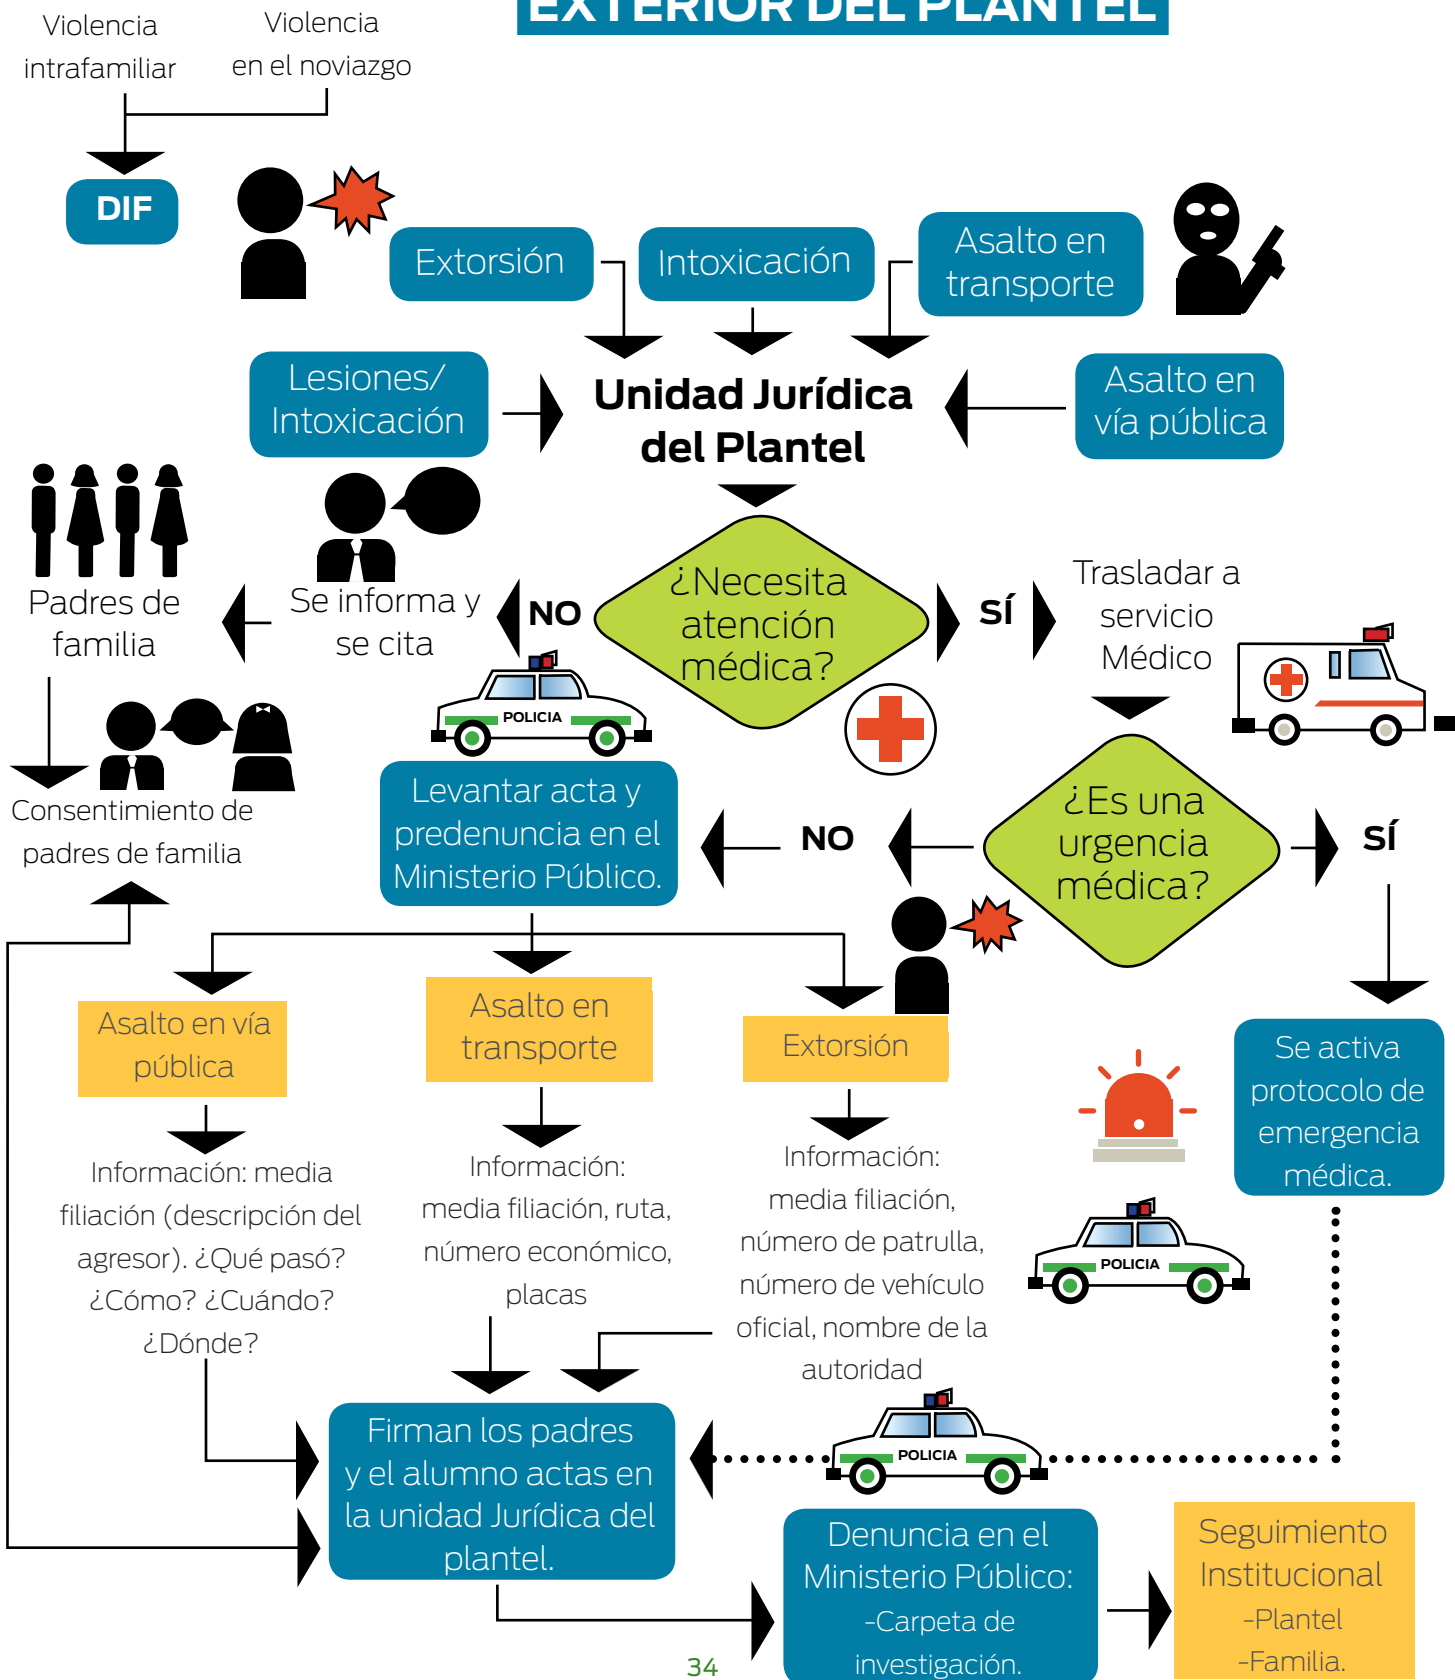 EXTERIOR DEL PLANTEL
Violencia
intrafamiliar
Violencia
en el noviazgo
DIF
Extorsión
Intoxicación
Asalto en
transporte
Lesiones/
Intoxicación
Unidad Jurídica
del Plantel
Asalto en
vía pública
¿Necesita
atención
médica?
NO
SÍ
Se informa y
se cita
Padres de
familia
Trasladar a
servicio
Médico
POLICIA
Consentimiento de
padres de familia
Levantar acta y
predenuncia en el
Ministerio Público.
NO
¿Es una
urgencia
médica?
SÍ
Asalto en vía
pública
Asalto en
transporte
Extorsión
Se activa
protocolo de
emergencia
médica.
Información: media
filiación (descripción del
agresor). ¿Qué pasó?
¿Cómo? ¿Cuándo?
¿Dónde?
Información:
media filiación, ruta,
número económico,
placas
Información:
media filiación,
número de patrulla,
número de vehículo
oficial, nombre de la
autoridad
POLICIA
POLICIA
Firman los padres
y el alumno actas en
la unidad Jurídica del
plantel.
Denuncia en el
Ministerio Público:
-Carpeta de
investigación.
Seguimiento
Institucional
-Plantel
-Familia.
34